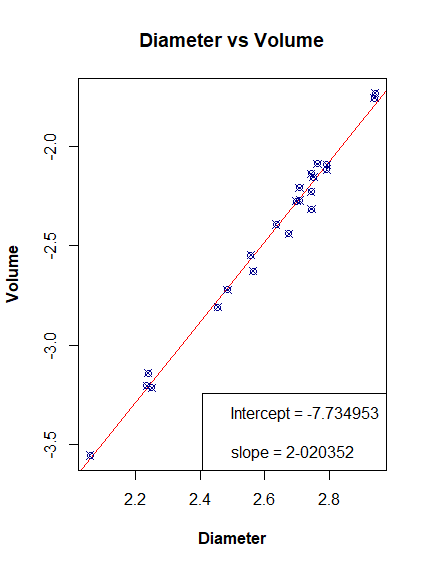 Diameter vs Volume
Volume
-2.0
-2.5
-3.0
-3.5
Intercept = -7.734953
slope = 2-020352
2.2 2.4 2.6 2.8
Diameter